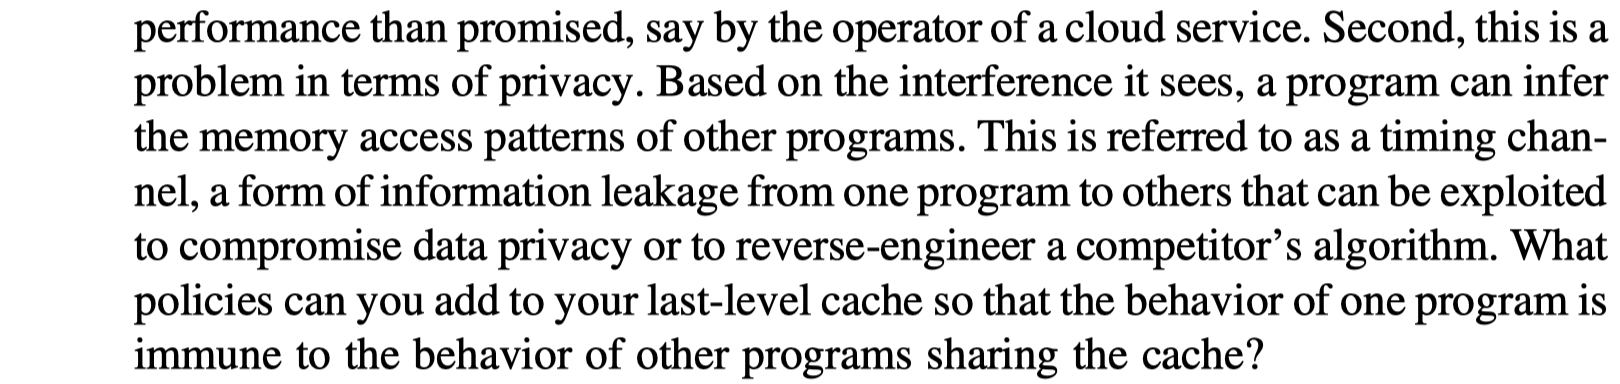 performance than promised, say by the operator of a cloud service. Second, this is a
problem in terms of privacy. Based on the interference it sees, a program can infer
the memory access patterns of other programs. This is referred to as a timing chan-
nel, a form of information leakage from one program to others that can be exploited
to compromise data privacy or to reverse-engineer a competitor’s algorithm. What
policies can you add to your last-level cache so that the behavior of one program is
immune to the behavior of other programs sharing the cache?